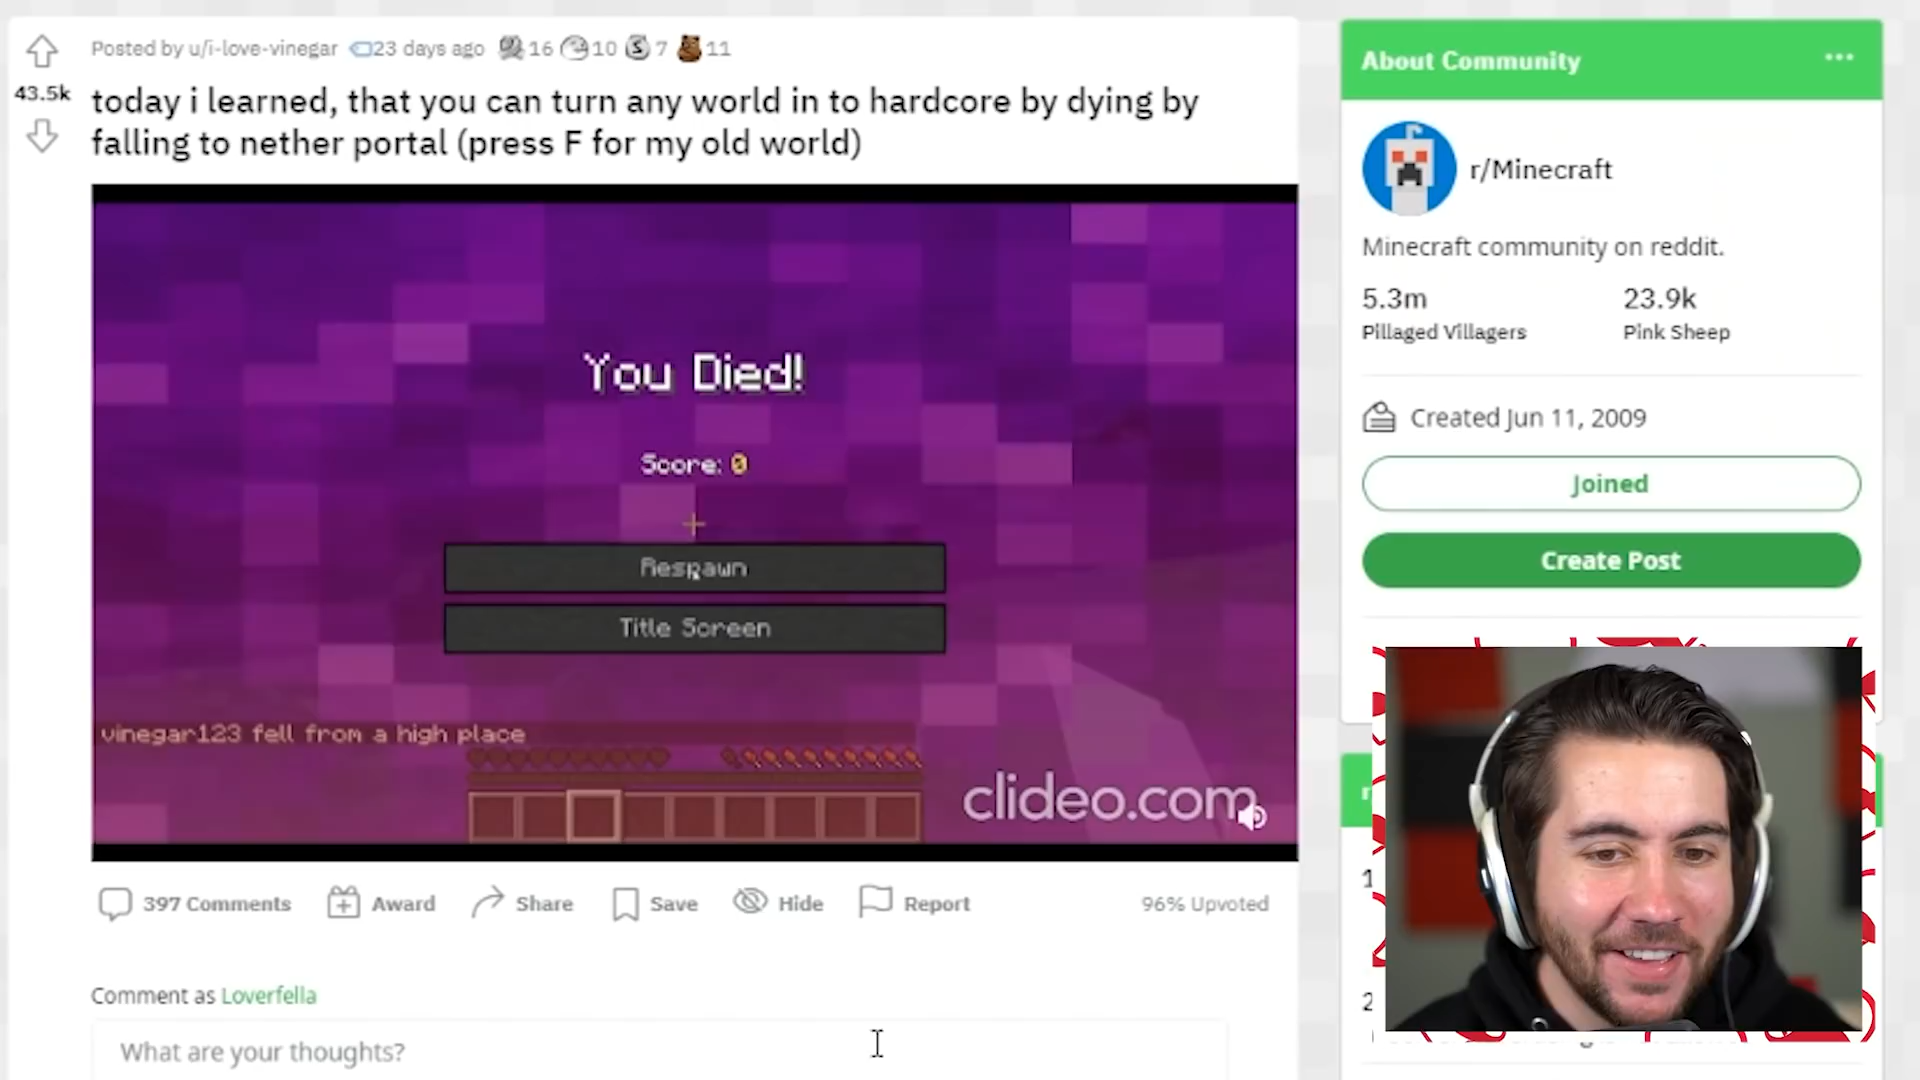 Posted by u/i-love-vinegar 23 days ago 16 10 7 11
43.5k
today i learned, that you can turn any world in to hardcore by dying by
falling to nether portal (press F for my old world)
You Died!
Score: 0
Respawn
Title Screen
vinegar123 fell from a high place
clideo.com
397 Comments Award Share Save Hide Report 96% Upvoted
Comment as Loverfella
What are your thoughts?
About Community
r/Minecraft
Minecraft community on reddit.
5.3m 23.9k
Pillaged Villagers Pink Sheep
Created Jun 11, 2009
Joined
Create Post
1
2